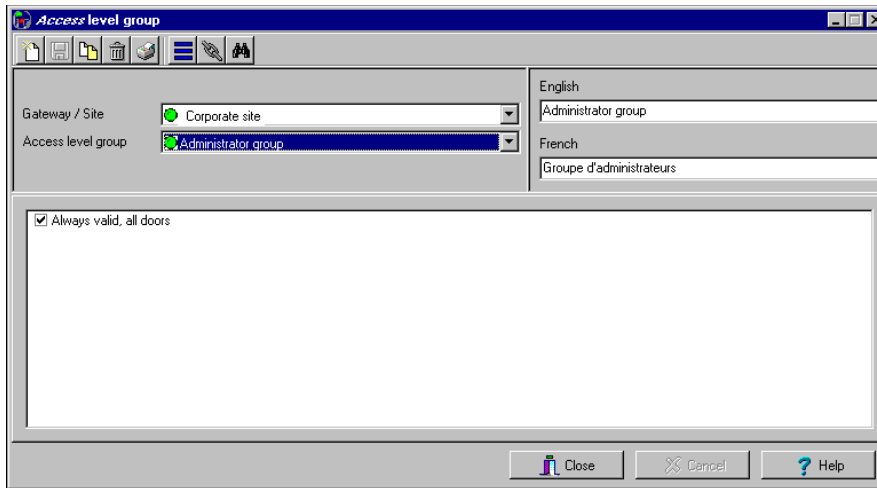 Access level group
Gateway / Site
Corporate site
Access level group
Administrator group
English
Administrator group
French
Groupe d'administrateurs
Always valid, all doors
Close
Cancel
Help